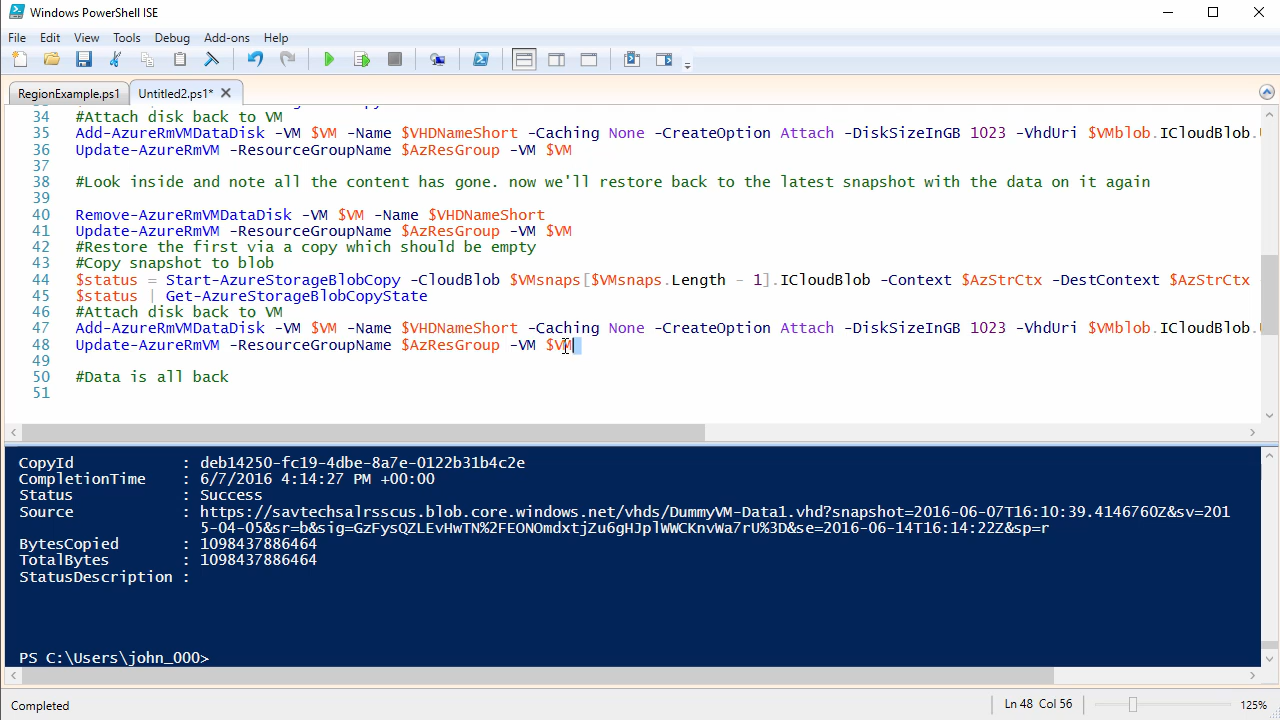 Windows PowerShell ISE
File Edit View Tools Debug Add-ons Help
RegionExample.ps1 Untitled2.ps1*
34 #Attach disk back to VM
35 Add-AzureRmVMDataDisk -VM $VM -Name $VHDNameShort -Caching None -CreateOption Attach -DiskSizeInGB 1023 -VhdUri $VMblob.ICloudBlob.
36 Update-AzureRmVM -ResourceGroupName $AzResGroup -VM $VM
37
38 #Look inside and note all the content has gone. now we'll restore back to the latest snapshot with the data on it again
39
40 Remove-AzureRmVMDataDisk -VM $VM -Name $VHDNameShort
41 Update-AzureRmVM -ResourceGroupName $AzResGroup -VM $VM
42 #Restore the first via a copy which should be empty
43 #Copy snapshot to blob
44 $status = Start-AzureStorageBlobCopy -CloudBlob $VMsnaps[$VMsnaps.Length - 1].ICloudBlob -Context $AzStrCtx -DestContext $AzStrCtx
45 $status | Get-AzureStorageBlobCopyState
46 #Attach disk back to VM
47 Add-AzureRmVMDataDisk -VM $VM -Name $VHDNameShort -Caching None -CreateOption Attach -DiskSizeInGB 1023 -VhdUri $VMblob.ICloudBlob.
48 Update-AzureRmVM -ResourceGroupName $AzResGroup -VM $VM
49
50 #Data is all back
51
CopyId : deb14250-fc19-4dbe-8a7e-0122b31b4c2e
CompletionTime : 6/7/2016 4:14:27 PM +00:00
Status : Success
Source : https://savtechsalrsscus.blob.core.windows.net/vhds/DummyVM-Data1.vhd?snapshot=2016-06-07T16:10:39.4146760Z&sv=201
5-04-05&sr=b&sig=GzFysQZLEvHwTN%2FEONOmdxtjZu6gHJplWWCKnvWa7rU%3D&se=2016-06-14T16:14:22Z&sp=r
BytesCopied : 1098437886464
TotalBytes : 1098437886464
StatusDescription :
PS C:\Users\john_000>
Completed Ln 48 Col 56 125%